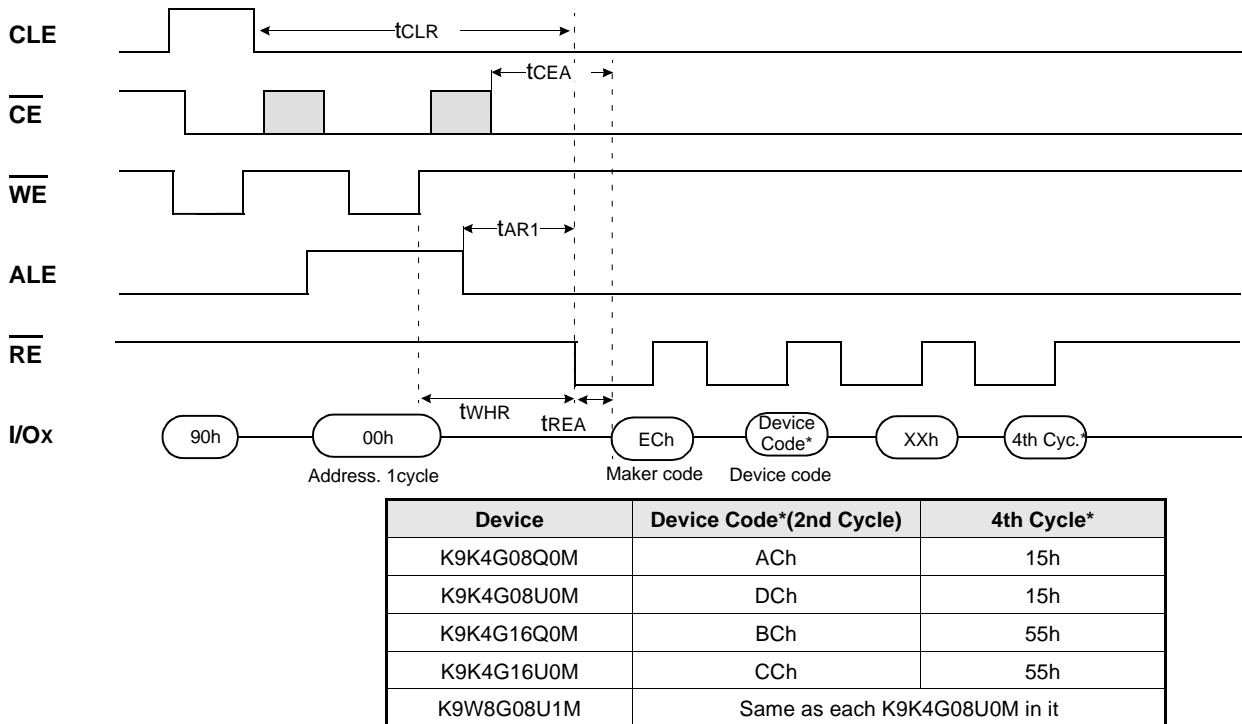 CLE
tCLR
tCEA
CE
WE
tAR1
ALE
RE
tWHR
tREA
I/Ox
90h
00h
ECh
Device
Code*
XXh
4th Cyc.*
Address. 1cycle
Maker code
Device code
Device Device Code*(2nd Cycle) 4th Cycle*
K9K4G08Q0M ACh 15h
K9K4G08U0M DCh 15h
K9K4G16Q0M BCh 55h
K9K4G16U0M CCh 55h
K9W8G08U1M Same as each K9K4G08U0M in it